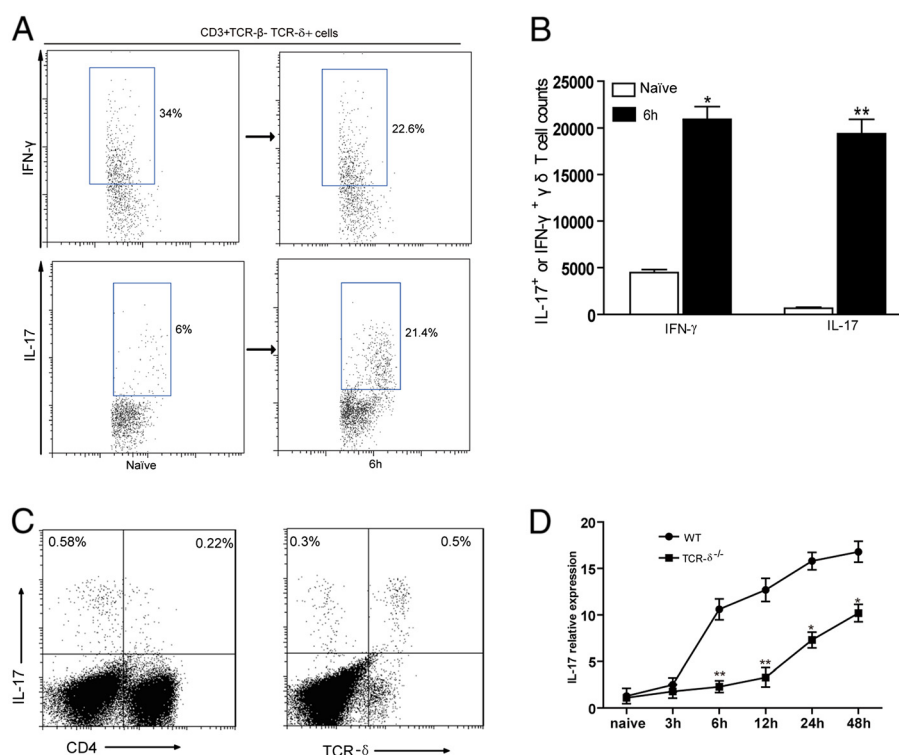 A
CD3+TCR-β- TCR-δ+ cells
IFN-γ
34%
22.6%
IL-17
6%
21.4%
Naïve
6h
B
IL-17+ or IFN-γ+ γ δ T cell counts
25000
20000
15000
10000
5000
0
Naïve
6h
*
**
IFN-γ
IL-17
C
0.58%
0.22%
0.3%
0.5%
IL-17
CD4
TCR-δ
D
IL-17 relative expression
20
15
10
5
0
WT
TCR-δ-/-
**
**
*
*
naive 3h 6h 12h 24h 48h